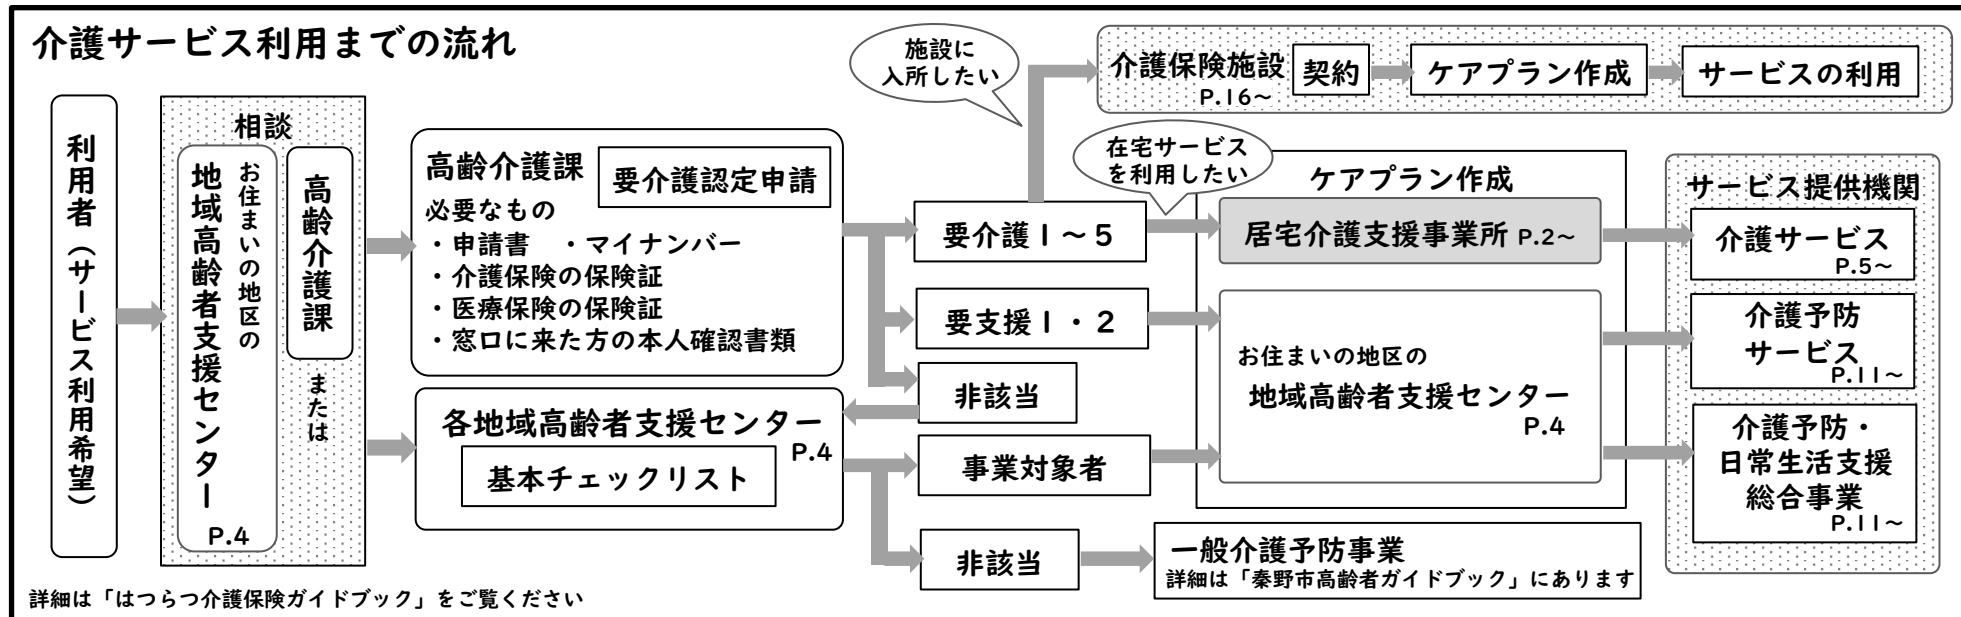 介護サービス利用までの流れ
利用者（サービス利用希望）
相談
お住まいの地区の
地域高齢者支援センター
P.4
高齢介護課
または
高齢介護課
要介護認定申請
必要なもの
・申請書　・マイナンバー
・介護保険の保険証
・医療保険の保険証
・窓口に来た方の本人確認書類
各地域高齢者支援センター
P.4
基本チェックリスト
要介護1～5
要支援1・2
非該当
事業対象者
非該当
施設に
入所したい
介護保険施設
P.16～
契約
ケアプラン作成
サービスの利用
在宅サービス
を利用したい
ケアプラン作成
居宅介護支援事業所 P.2～
お住まいの地区の
地域高齢者支援センター
P.4
サービス提供機関
介護サービス
P.5～
介護予防
サービス
P.11～
介護予防・
日常生活支援
総合事業
P.11～
一般介護予防事業
詳細は「秦野市高齢者ガイドブック」にあります
詳細は「はつらつ介護保険ガイドブック」をご覧ください